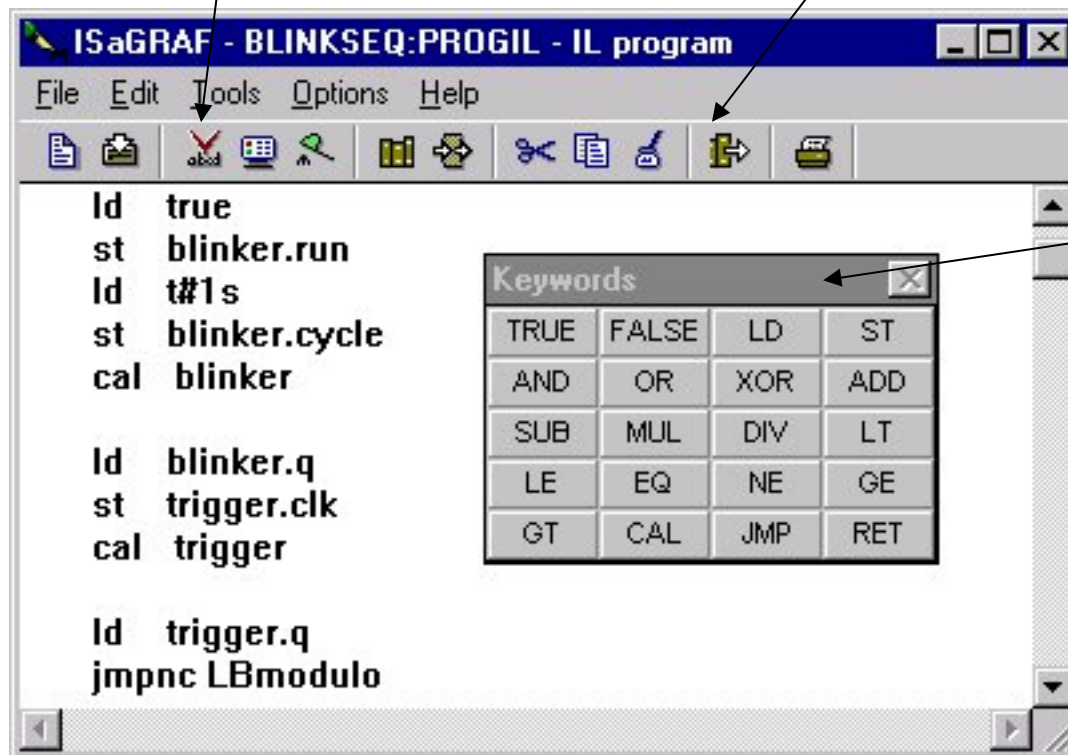 ISaGRAF - BLINKSEQ:PROGIL - IL program
File Edit Tools Options Help
abcd
ld true
st blinker.run
ld t#1s
st blinker.cycle
cal blinker
ld blinker.q
st trigger.clk
cal trigger
ld trigger.q
jmpnc LBmodulo
Keywords
TRUE FALSE LD ST
AND OR XOR ADD
SUB MUL DIV LT
LE EQ NE GE
GT CAL JMP RET